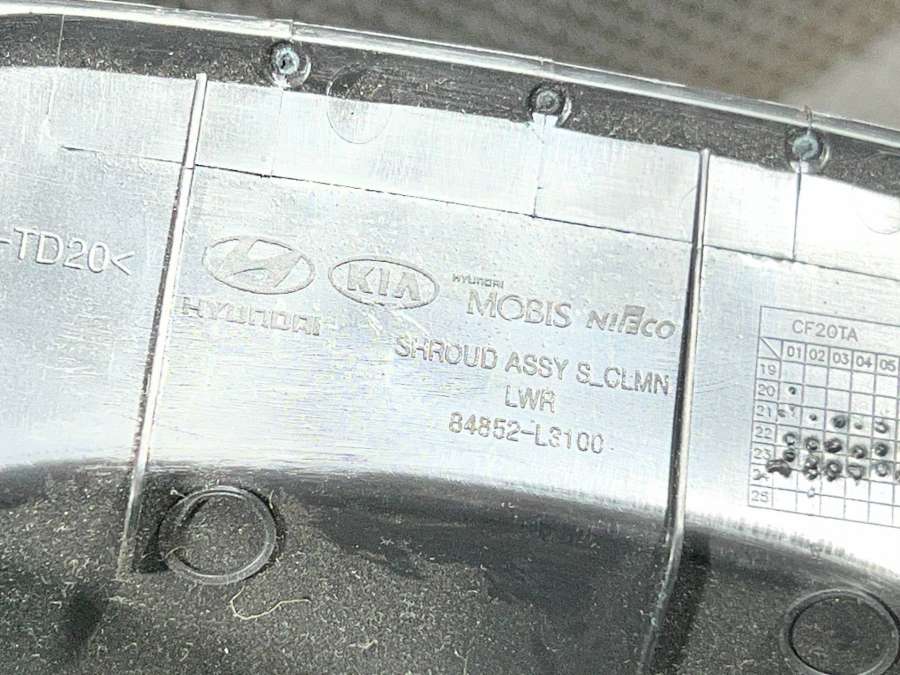 -TD20<
HYUNDAI
KIA
HYUNDAI
MOBIS
NIFCO
SHROUD ASSY S_CLMN
LWR
84852-L3100
CF20TA
01 02 03 04 05
19
20
21
22
23
25